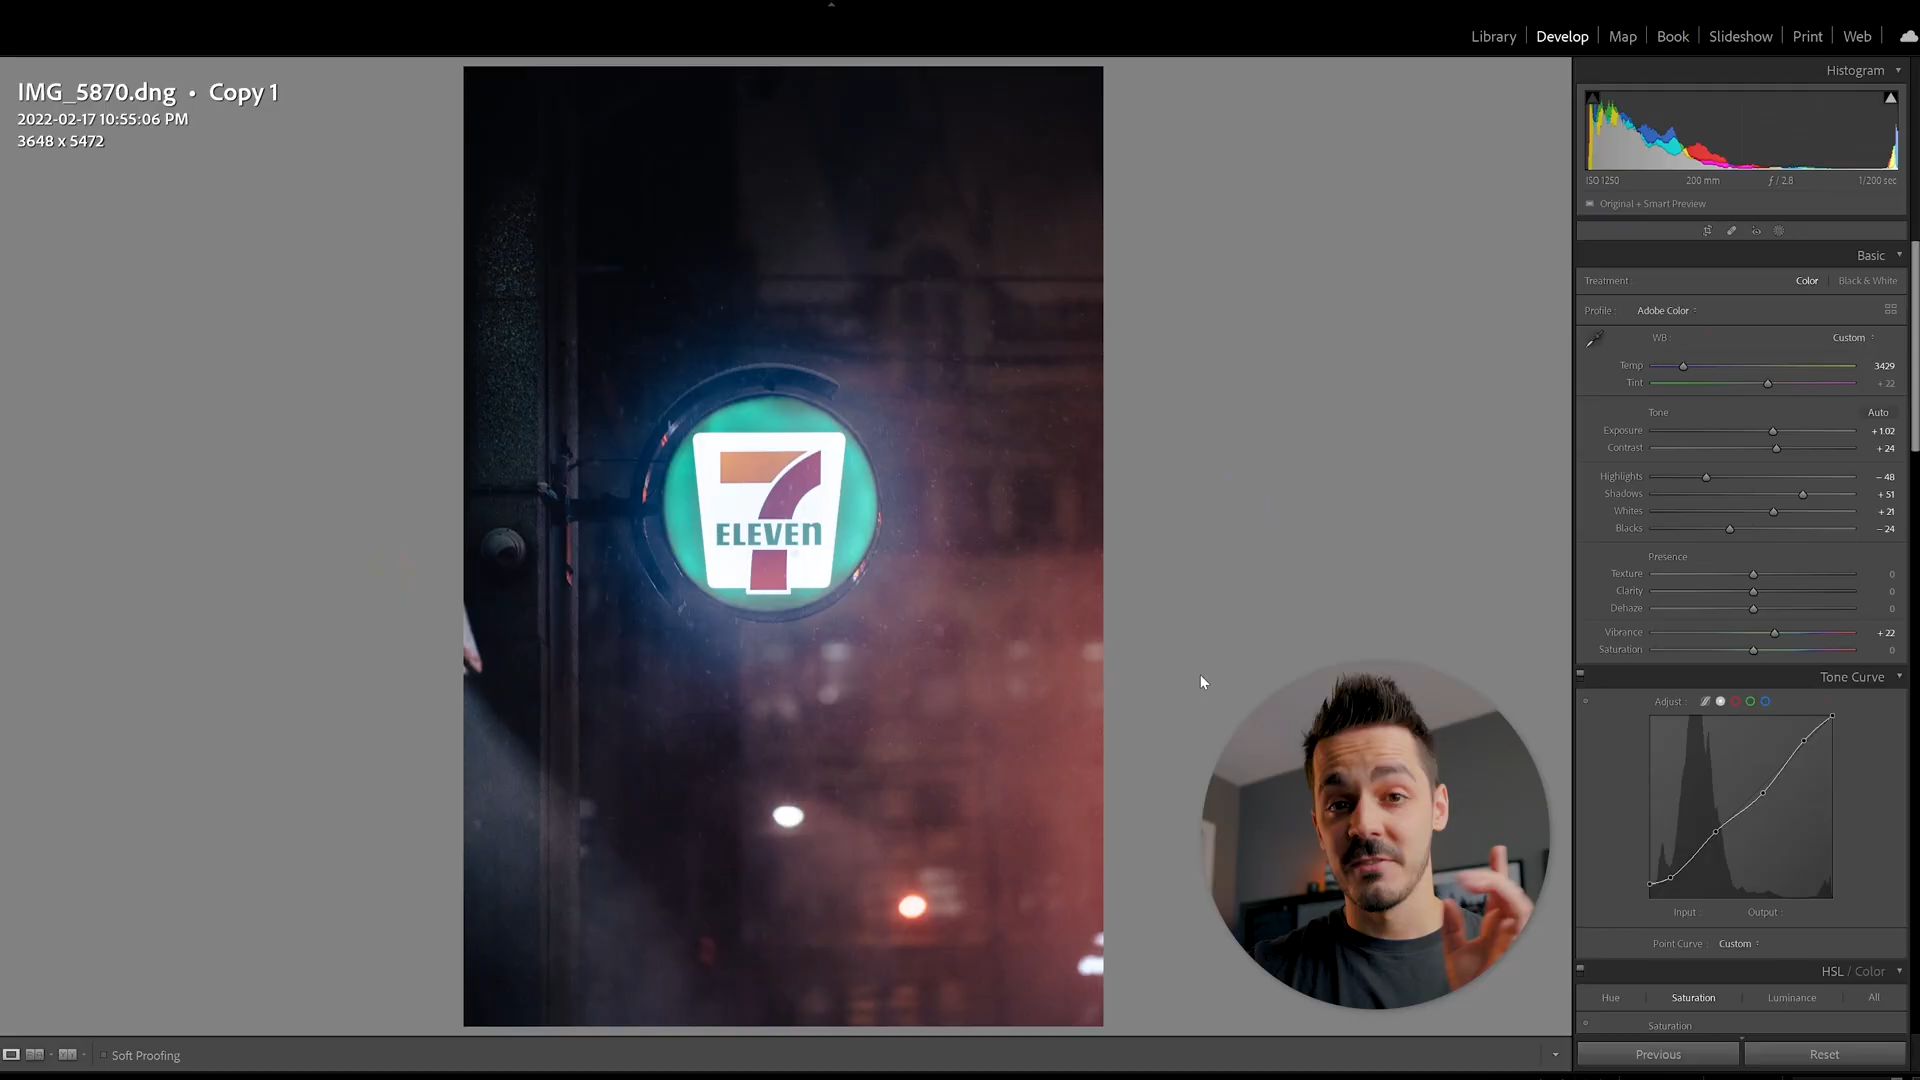 Library Develop Map Book Slideshow Print Web
IMG_5870.dng • Copy 1
2022-02-17 10:55:06 PM
3648 x 5472
7
ELEVEN
Histogram
ISO 1250 200 mm ƒ / 2.8 1/200 sec
Original + Smart Preview
Basic
Treatment : Color Black & White
Profile : Adobe Color
WB : Custom
Temp 3429
Tint + 22
Tone Auto
Exposure + 1.02
Contrast + 24
Highlights − 48
Shadows + 51
Whites + 21
Blacks − 24
Presence
Texture 0
Clarity 0
Dehaze 0
Vibrance + 22
Saturation 0
Tone Curve
Adjust :
Input : Output :
Point Curve : Custom
HSL / Color
Hue Saturation Luminance All
Saturation
Soft Proofing
Previous Reset